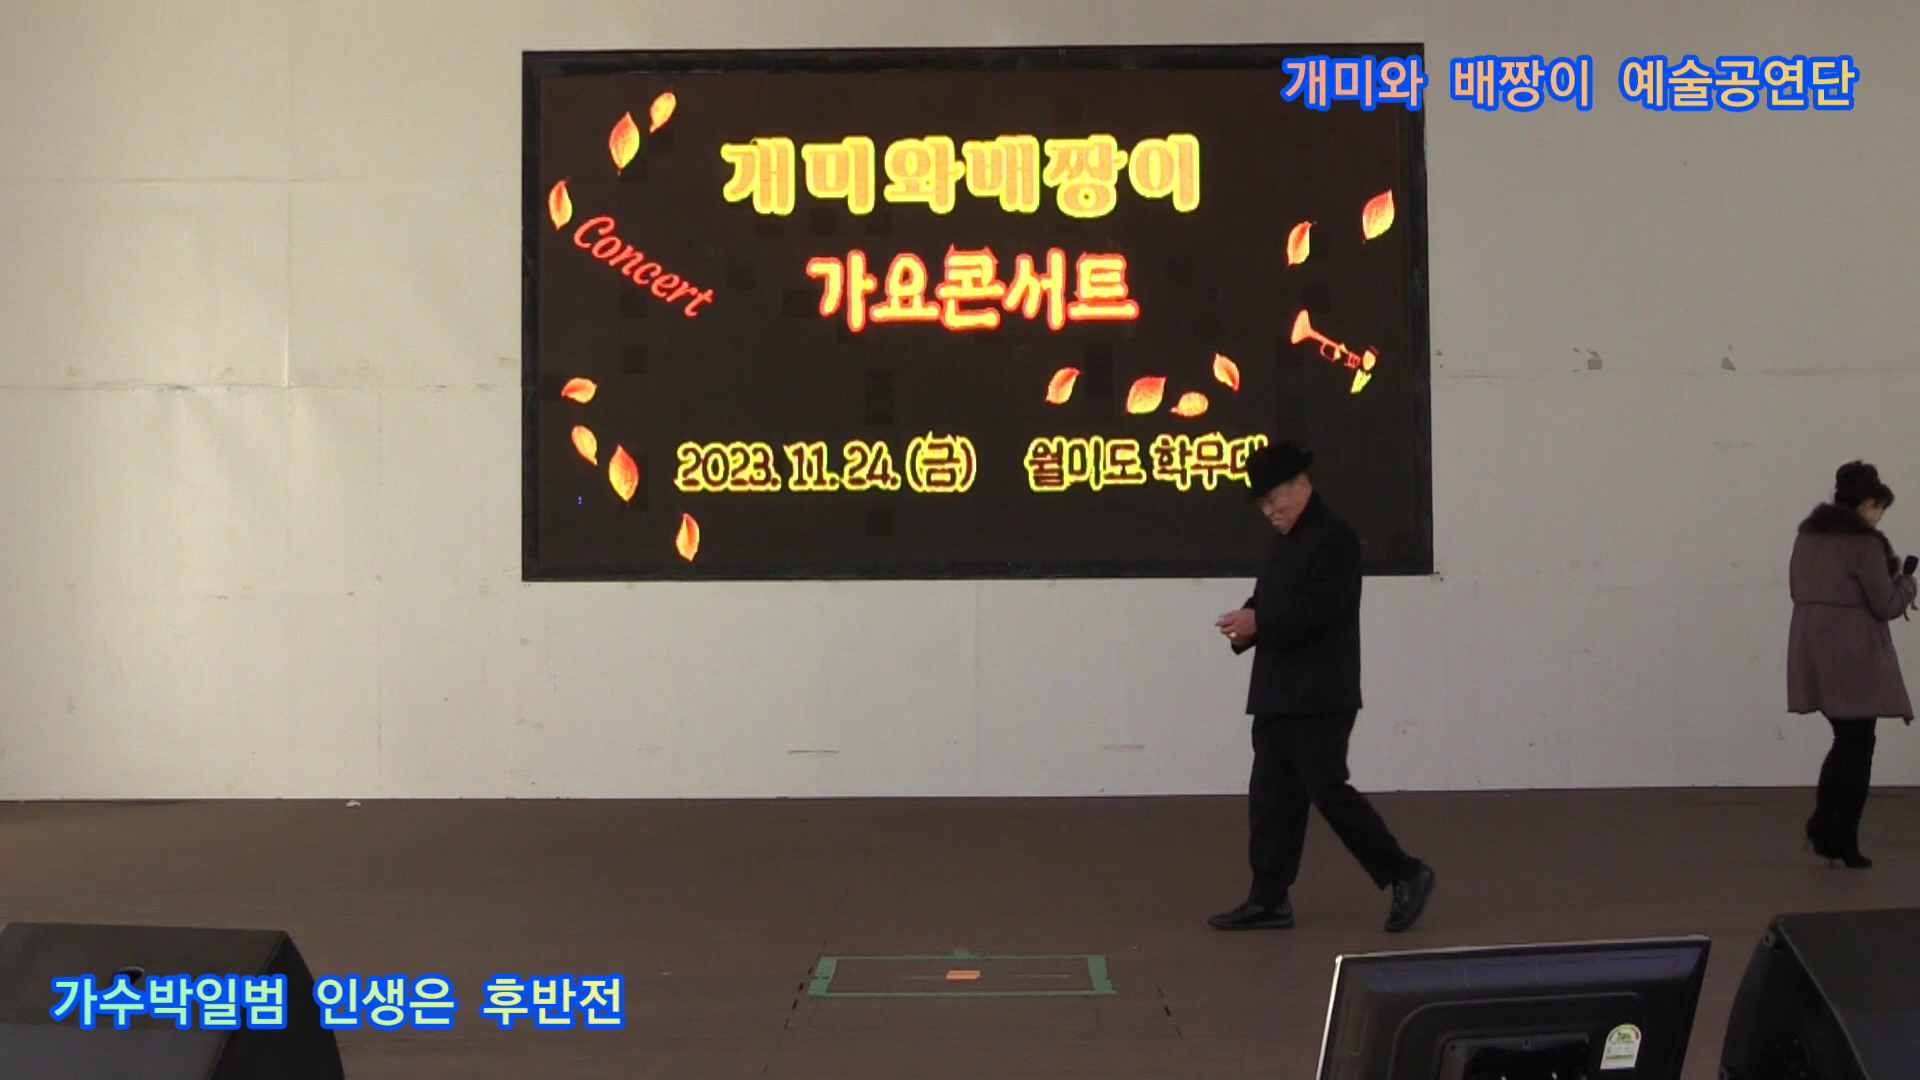 개미와 배짱이 예술공연단
개미와배짱이
Concert
가요콘서트
2023. 11. 24. (금) 월미도 학무대
가수박일범 인생은 후반전